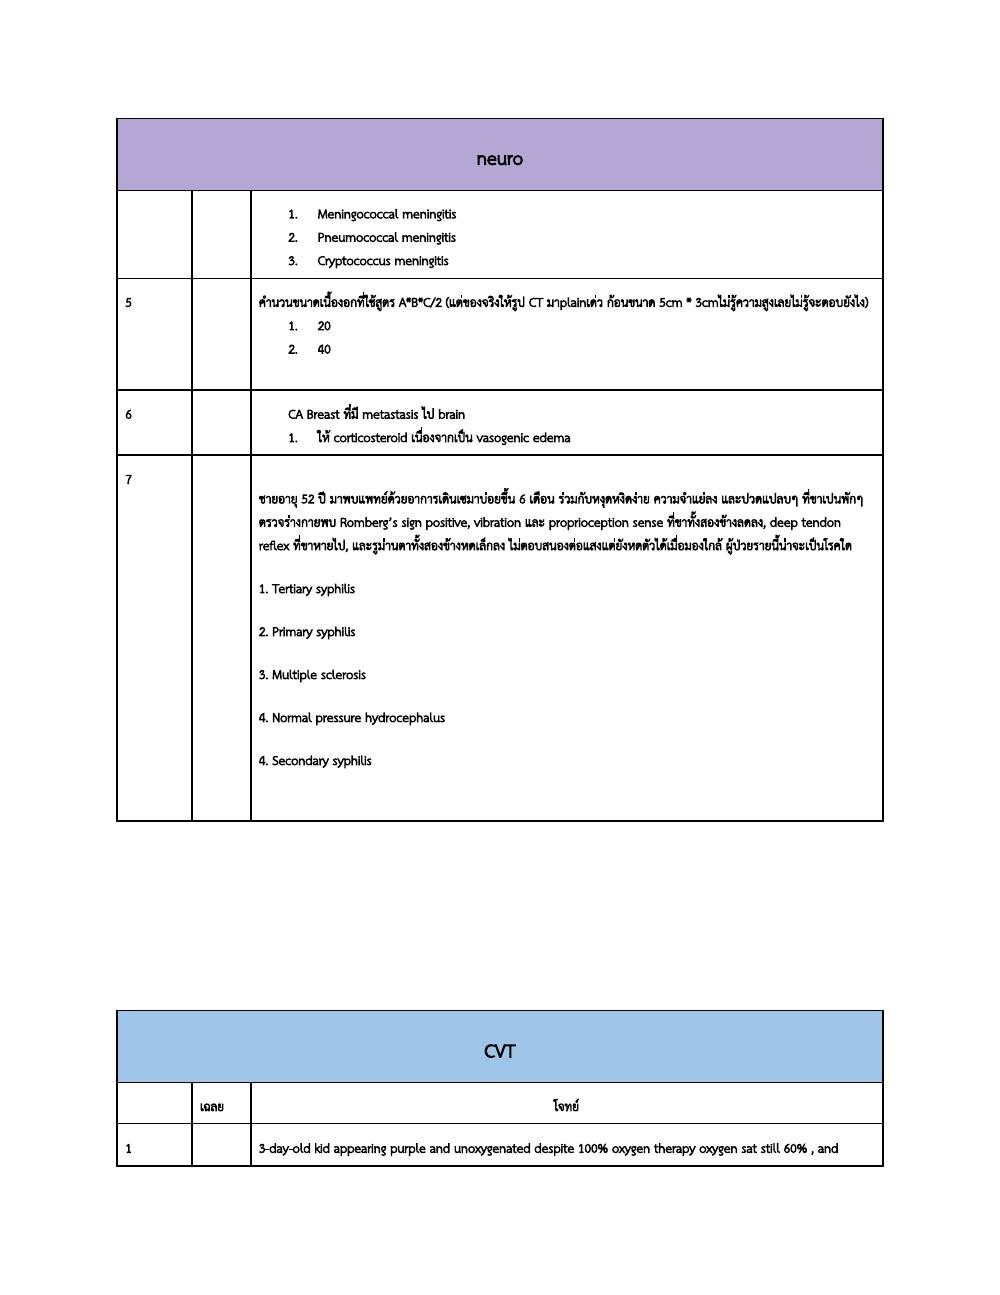 neuro
1. Meningococcal meningitis
2. Pneumococcal meningitis
3. Cryptococcus meningitis
5
คำนวนขนาดเนื้องอกที่ใช้สูตร A*B*C/2 (แต่ของจริงให้รูป CT มาplainเด่ว ก้อนขนาด 5cm * 3cmไม่รู้ความสูงเลยไม่รู้จะตอบยังไง)
1. 20
2. 40
6
CA Breast ที่มี metastasis ไป brain
1. ให้ corticosteroid เนื่องจากเป็น vasogenic edema
7
ชายอายุ 52 ปี มาพบแพทย์ด้วยอาการเดินเซมาบ่อยขึ้น 6 เดือน ร่วมกับหงุดหงิดง่าย ความจำแย่ลง และปวดแปลบๆ ที่ขาเปนพักๆ
ตรวจร่างกายพบ Romberg’s sign positive, vibration และ proprioception sense ที่ขาทั้งสองข้างลดลง, deep tendon
reflex ที่ขาหายไป, และรูม่านตาทั้งสองข้างหดเล็กลง ไม่ตอบสนองต่อแสงแต่ยังหดตัวได้เมื่อมองใกล้ ผู้ป่วยรายนี้น่าจะเป็นโรคใด
1. Tertiary syphilis
2. Primary syphilis
3. Multiple sclerosis
4. Normal pressure hydrocephalus
4. Secondary syphilis
CVT
เฉลย โจทย์
1 3-day-old kid appearing purple and unoxygenated despite 100% oxygen therapy oxygen sat still 60% , and